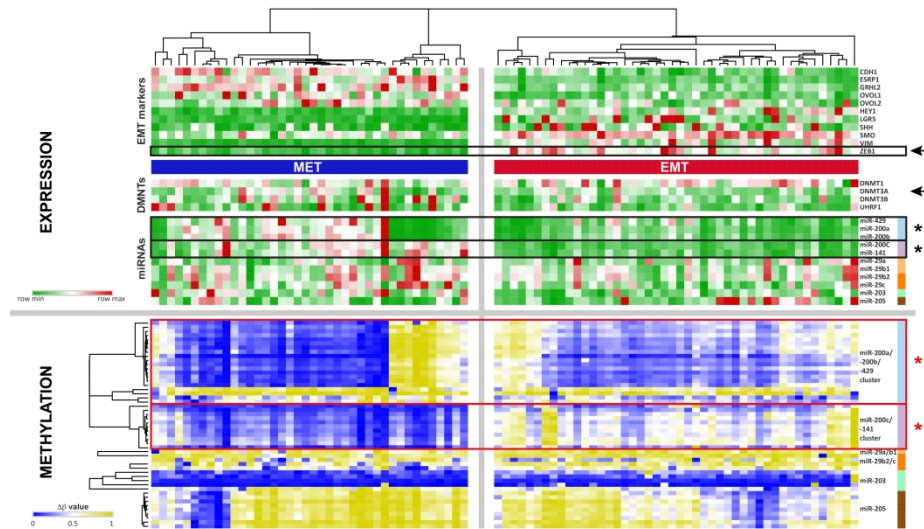 EXPRESSION
EMT markers
CDH1
ESRP1
GRHL2
OVOL1
OVOL2
HEY1
LGR5
SHH
SMO
VIM
ZEB1
MET
EMT
DMNTs
DNMT1
DNMT3A
DNMT3B
UHRF1
miRNAs
miR-429
miR-200a
miR-200b
*
miR-200C
miR-141
*
miR-29a
miR-29b1
miR-29b2
miR-29c
miR-203
miR-205
row min
row max
METHYLATION
miR-200a/
-200b/
-429
cluster
*
miR-200c/
-141
cluster
*
miR-29a/b1
miR-29b2/c
miR-203
miR-205
Δβ value
0
1